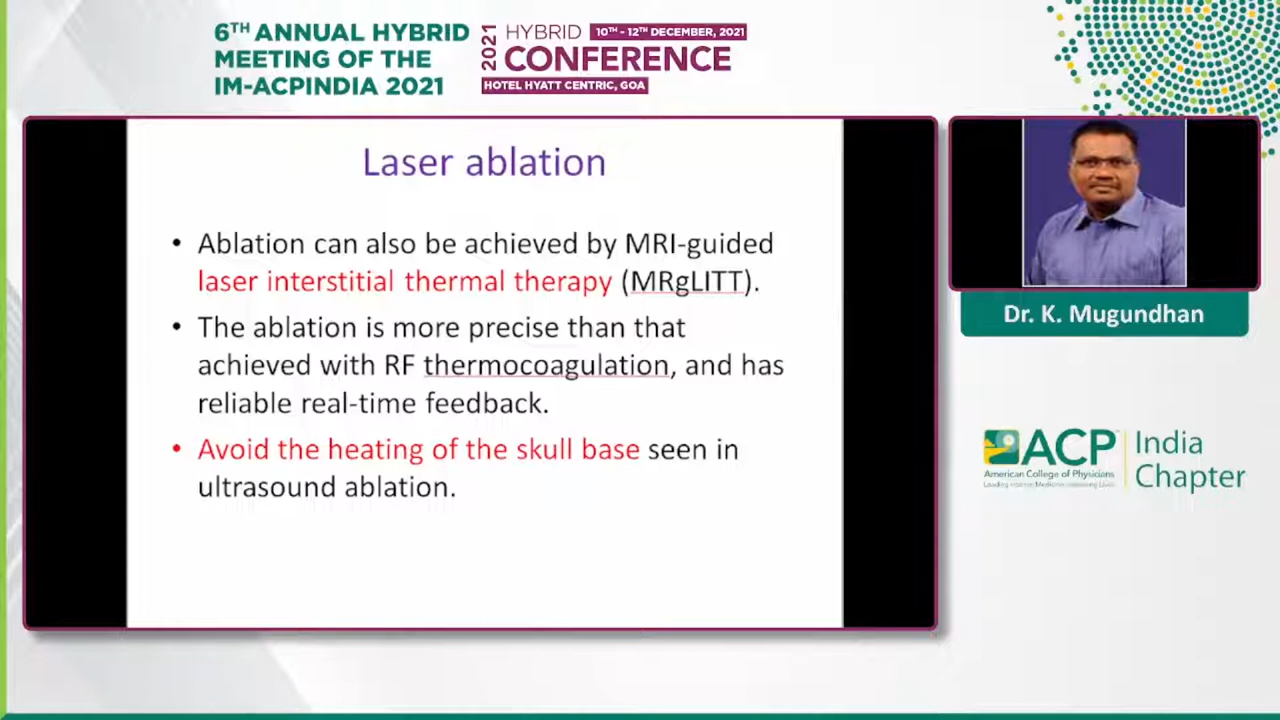 6TH ANNUAL HYBRID
MEETING OF THE
IM-ACPINDIA 2021
2021
HYBRID 10TH - 12TH DECEMBER, 2021
CONFERENCE
HOTEL HYATT CENTRIC, GOA
Laser ablation
• Ablation can also be achieved by MRI-guided
laser interstitial thermal therapy (MRgLITT).
• The ablation is more precise than that
achieved with RF thermocoagulation, and has
reliable real-time feedback.
• Avoid the heating of the skull base seen in
ultrasound ablation.
Dr. K. Mugundhan
ACP
American College of Physicians
India
Chapter